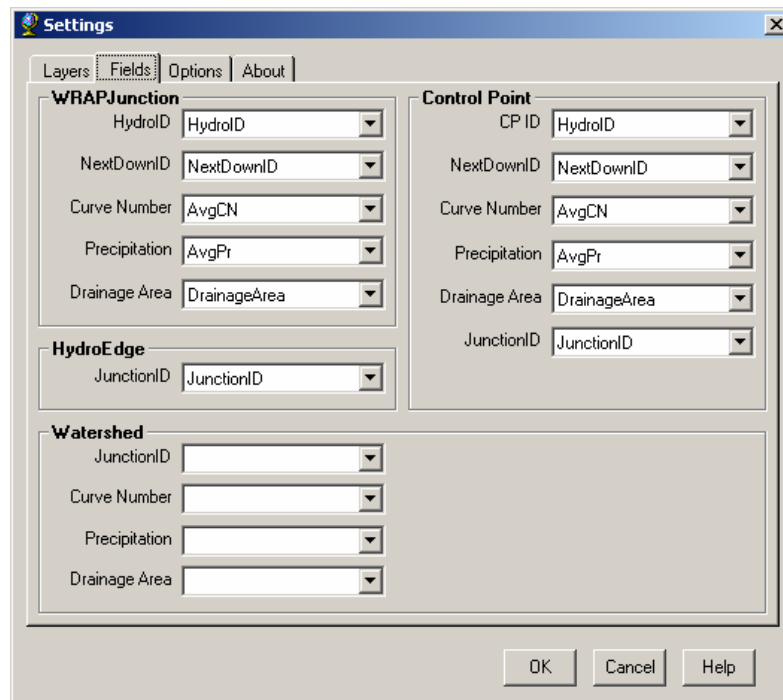 Settings
Layers Fields Options About
WRAPJunction
HydroID HydroID
NextDownID NextDownID
Curve Number AvgCN
Precipitation AvgPr
Drainage Area DrainageArea
HydroEdge
JunctionID JunctionID
Control Point
CP ID HydroID
NextDownID NextDownID
Curve Number AvgCN
Precipitation AvgPr
Drainage Area DrainageArea
JunctionID JunctionID
Watershed
JunctionID
Curve Number
Precipitation
Drainage Area
OK Cancel Help